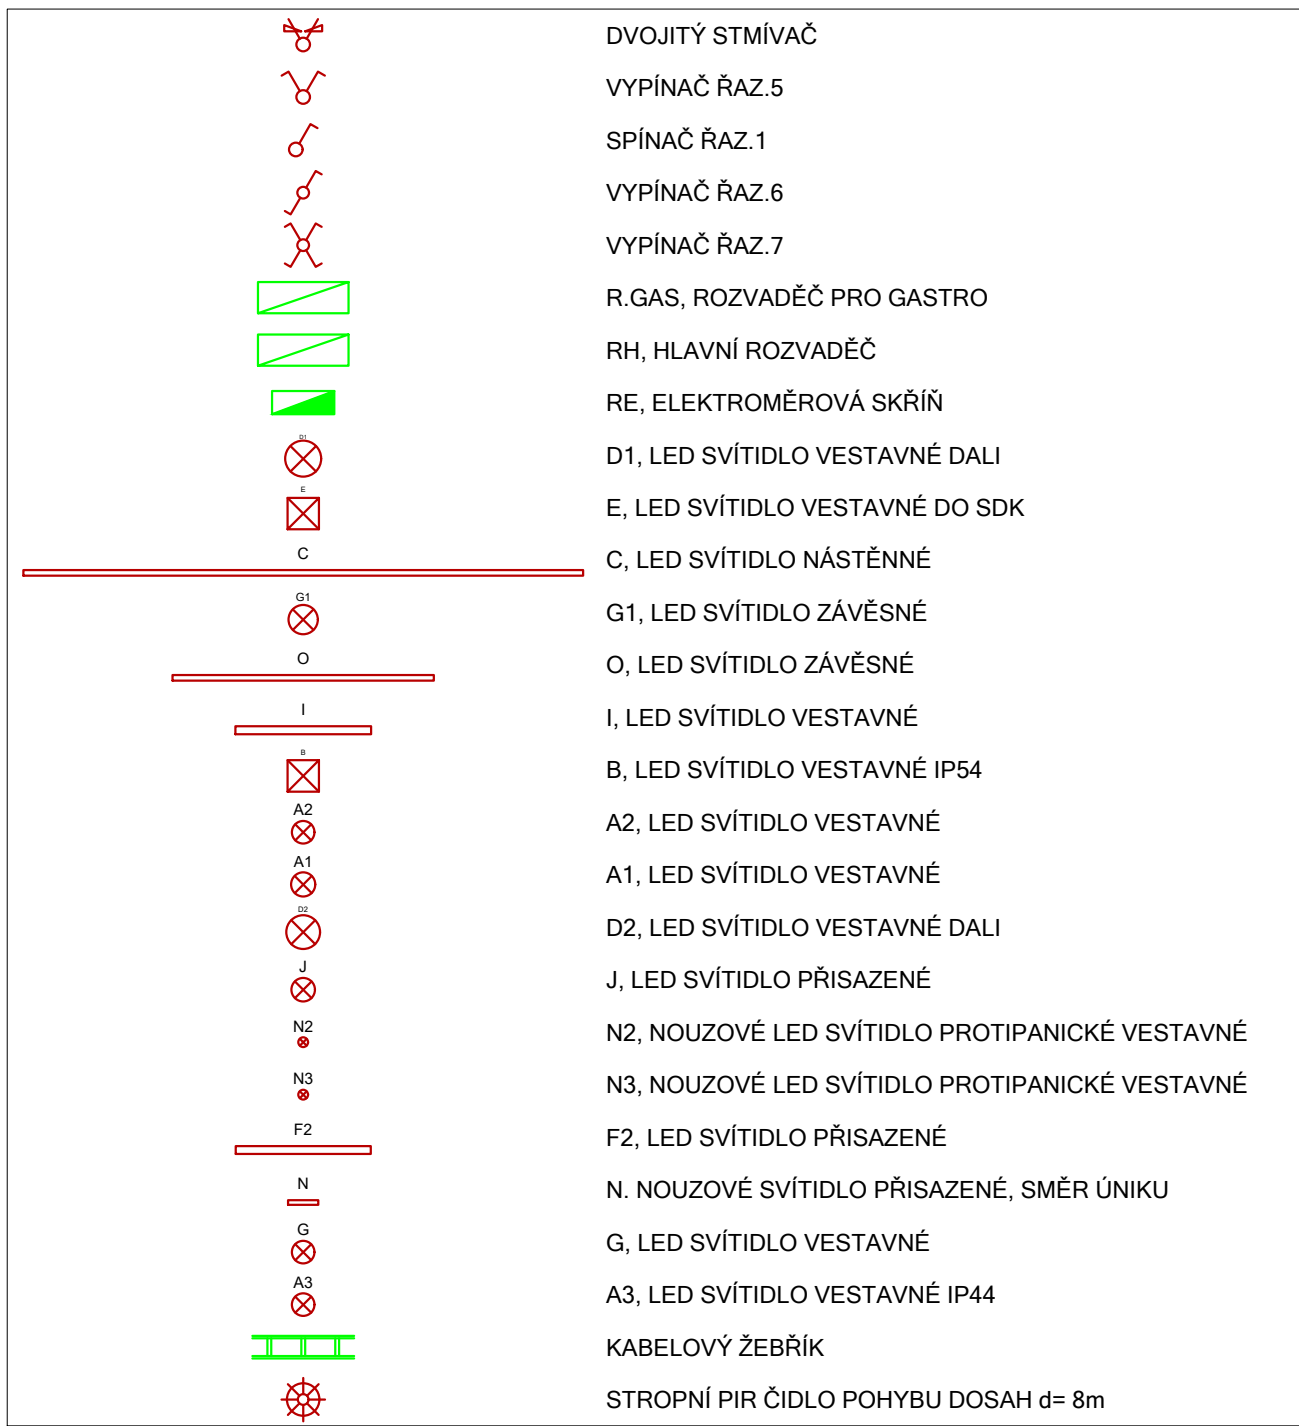 DVOJITÝ STMÍVAČ
VYPÍNAČ ŘAZ.5
SPÍNAČ ŘAZ.1
VYPÍNAČ ŘAZ.6
VYPÍNAČ ŘAZ.7
R.GAS, ROZVADĚČ PRO GASTRO
RH, HLAVNÍ ROZVADĚČ
RE, ELEKTROMĚROVÁ SKŘÍŇ
D1
D1, LED SVÍTIDLO VESTAVNÉ DALI
E
E, LED SVÍTIDLO VESTAVNÉ DO SDK
C
C, LED SVÍTIDLO NÁSTĚNNÉ
G1
G1, LED SVÍTIDLO ZÁVĚSNÉ
O
O, LED SVÍTIDLO ZÁVĚSNÉ
I
I, LED SVÍTIDLO VESTAVNÉ
B
B, LED SVÍTIDLO VESTAVNÉ IP54
A2
A2, LED SVÍTIDLO VESTAVNÉ
A1
A1, LED SVÍTIDLO VESTAVNÉ
D2
D2, LED SVÍTIDLO VESTAVNÉ DALI
J
J, LED SVÍTIDLO PŘISAZENÉ
N2
N2, NOUZOVÉ LED SVÍTIDLO PROTIPANICKÉ VESTAVNÉ
N3
N3, NOUZOVÉ LED SVÍTIDLO PROTIPANICKÉ VESTAVNÉ
F2
F2, LED SVÍTIDLO PŘISAZENÉ
N
N. NOUZOVÉ SVÍTIDLO PŘISAZENÉ, SMĚR ÚNIKU
G
G, LED SVÍTIDLO VESTAVNÉ
A3
A3, LED SVÍTIDLO VESTAVNÉ IP44
KABELOVÝ ŽEBŘÍK
STROPNÍ PIR ČIDLO POHYBU DOSAH d= 8m